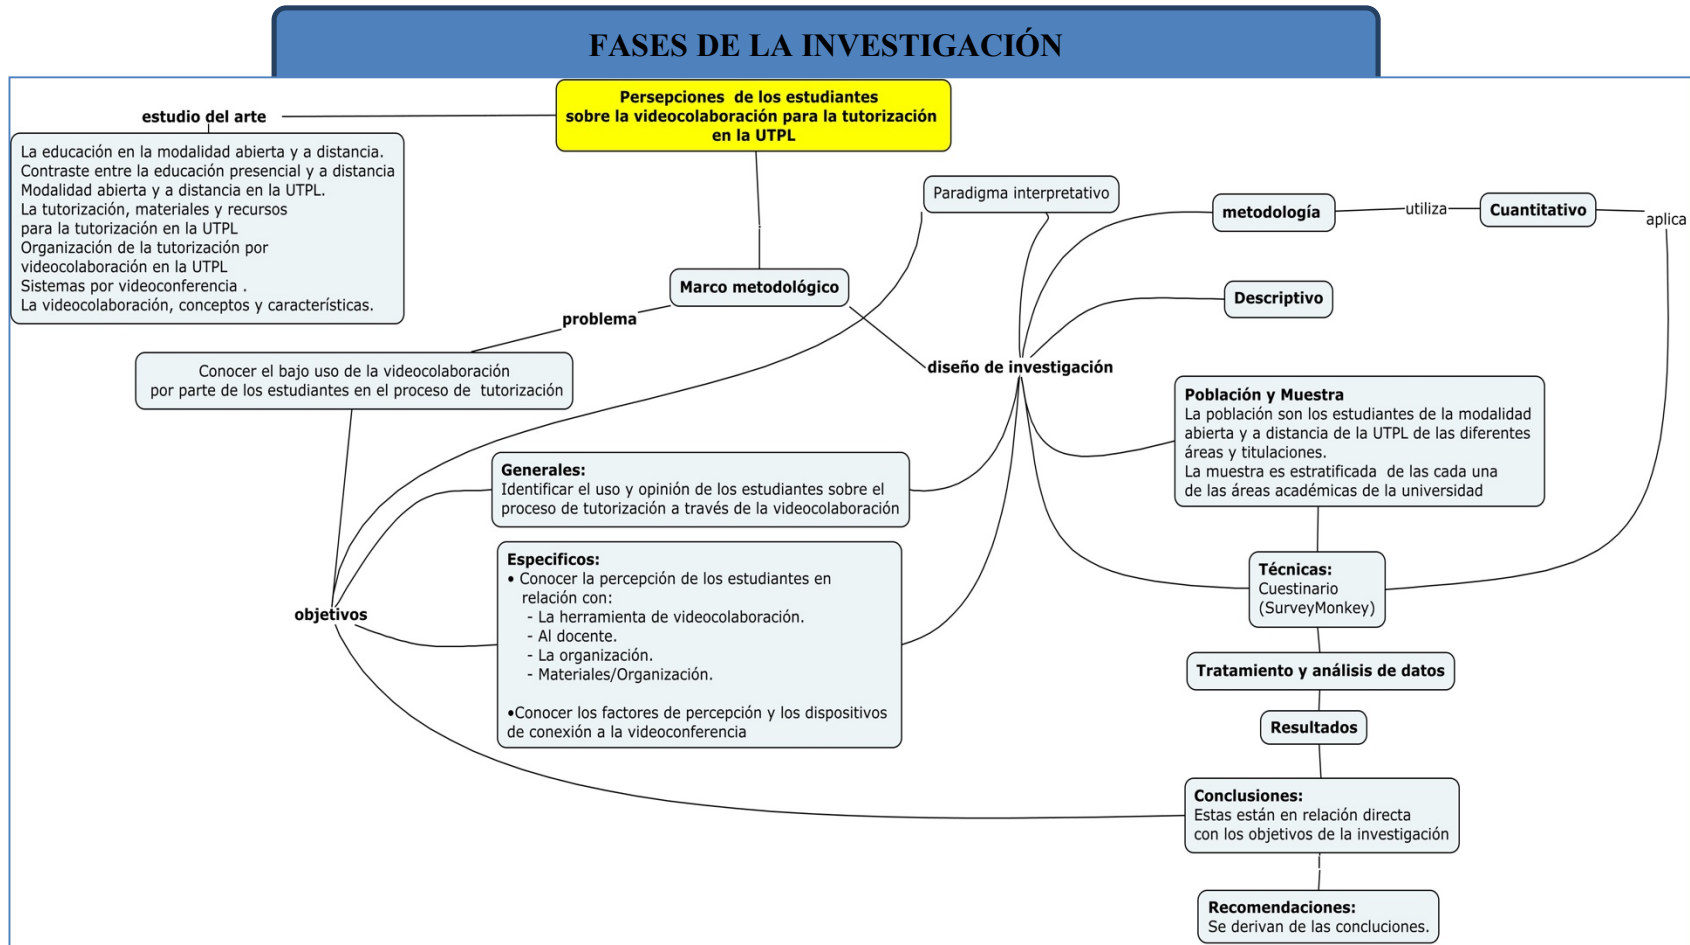 FASES DE LA INVESTIGACIÓN
Persepciones de los estudiantes
sobre la videocolaboración para la tutorización
en la UTPL
estudio del arte
La educación en la modalidad abierta y a distancia.
Contraste entre la educación presencial y a distancia
Modalidad abierta y a distancia en la UTPL.
La tutorización, materiales y recursos
para la tutorización en la UTPL
Organización de la tutorización por
videocolaboración en la UTPL
Sistemas por videoconferencia .
La videocolaboración, conceptos y características.
Paradigma interpretativo
metodología
utiliza
Cuantitativo
aplica
Marco metodológico
Descriptivo
problema
Conocer el bajo uso de la videocolaboración
por parte de los estudiantes en el proceso de tutorización
diseño de investigación
Población y Muestra
La población son los estudiantes de la modalidad
abierta y a distancia de la UTPL de las diferentes
áreas y titulaciones.
La muestra es estratificada de las cada una
de las áreas académicas de la universidad
Generales:
Identificar el uso y opinión de los estudiantes sobre el
proceso de tutorización a través de la videocolaboración
Especificos:
• Conocer la percepción de los estudiantes en
relación con:
- La herramienta de videocolaboración.
- Al docente.
- La organización.
- Materiales/Organización.
•Conocer los factores de percepción y los dispositivos
de conexión a la videoconferencia
objetivos
Técnicas:
Cuestinario
(SurveyMonkey)
Tratamiento y análisis de datos
Resultados
Conclusiones:
Estas están en relación directa
con los objetivos de la investigación
Recomendaciones:
Se derivan de las concluciones.